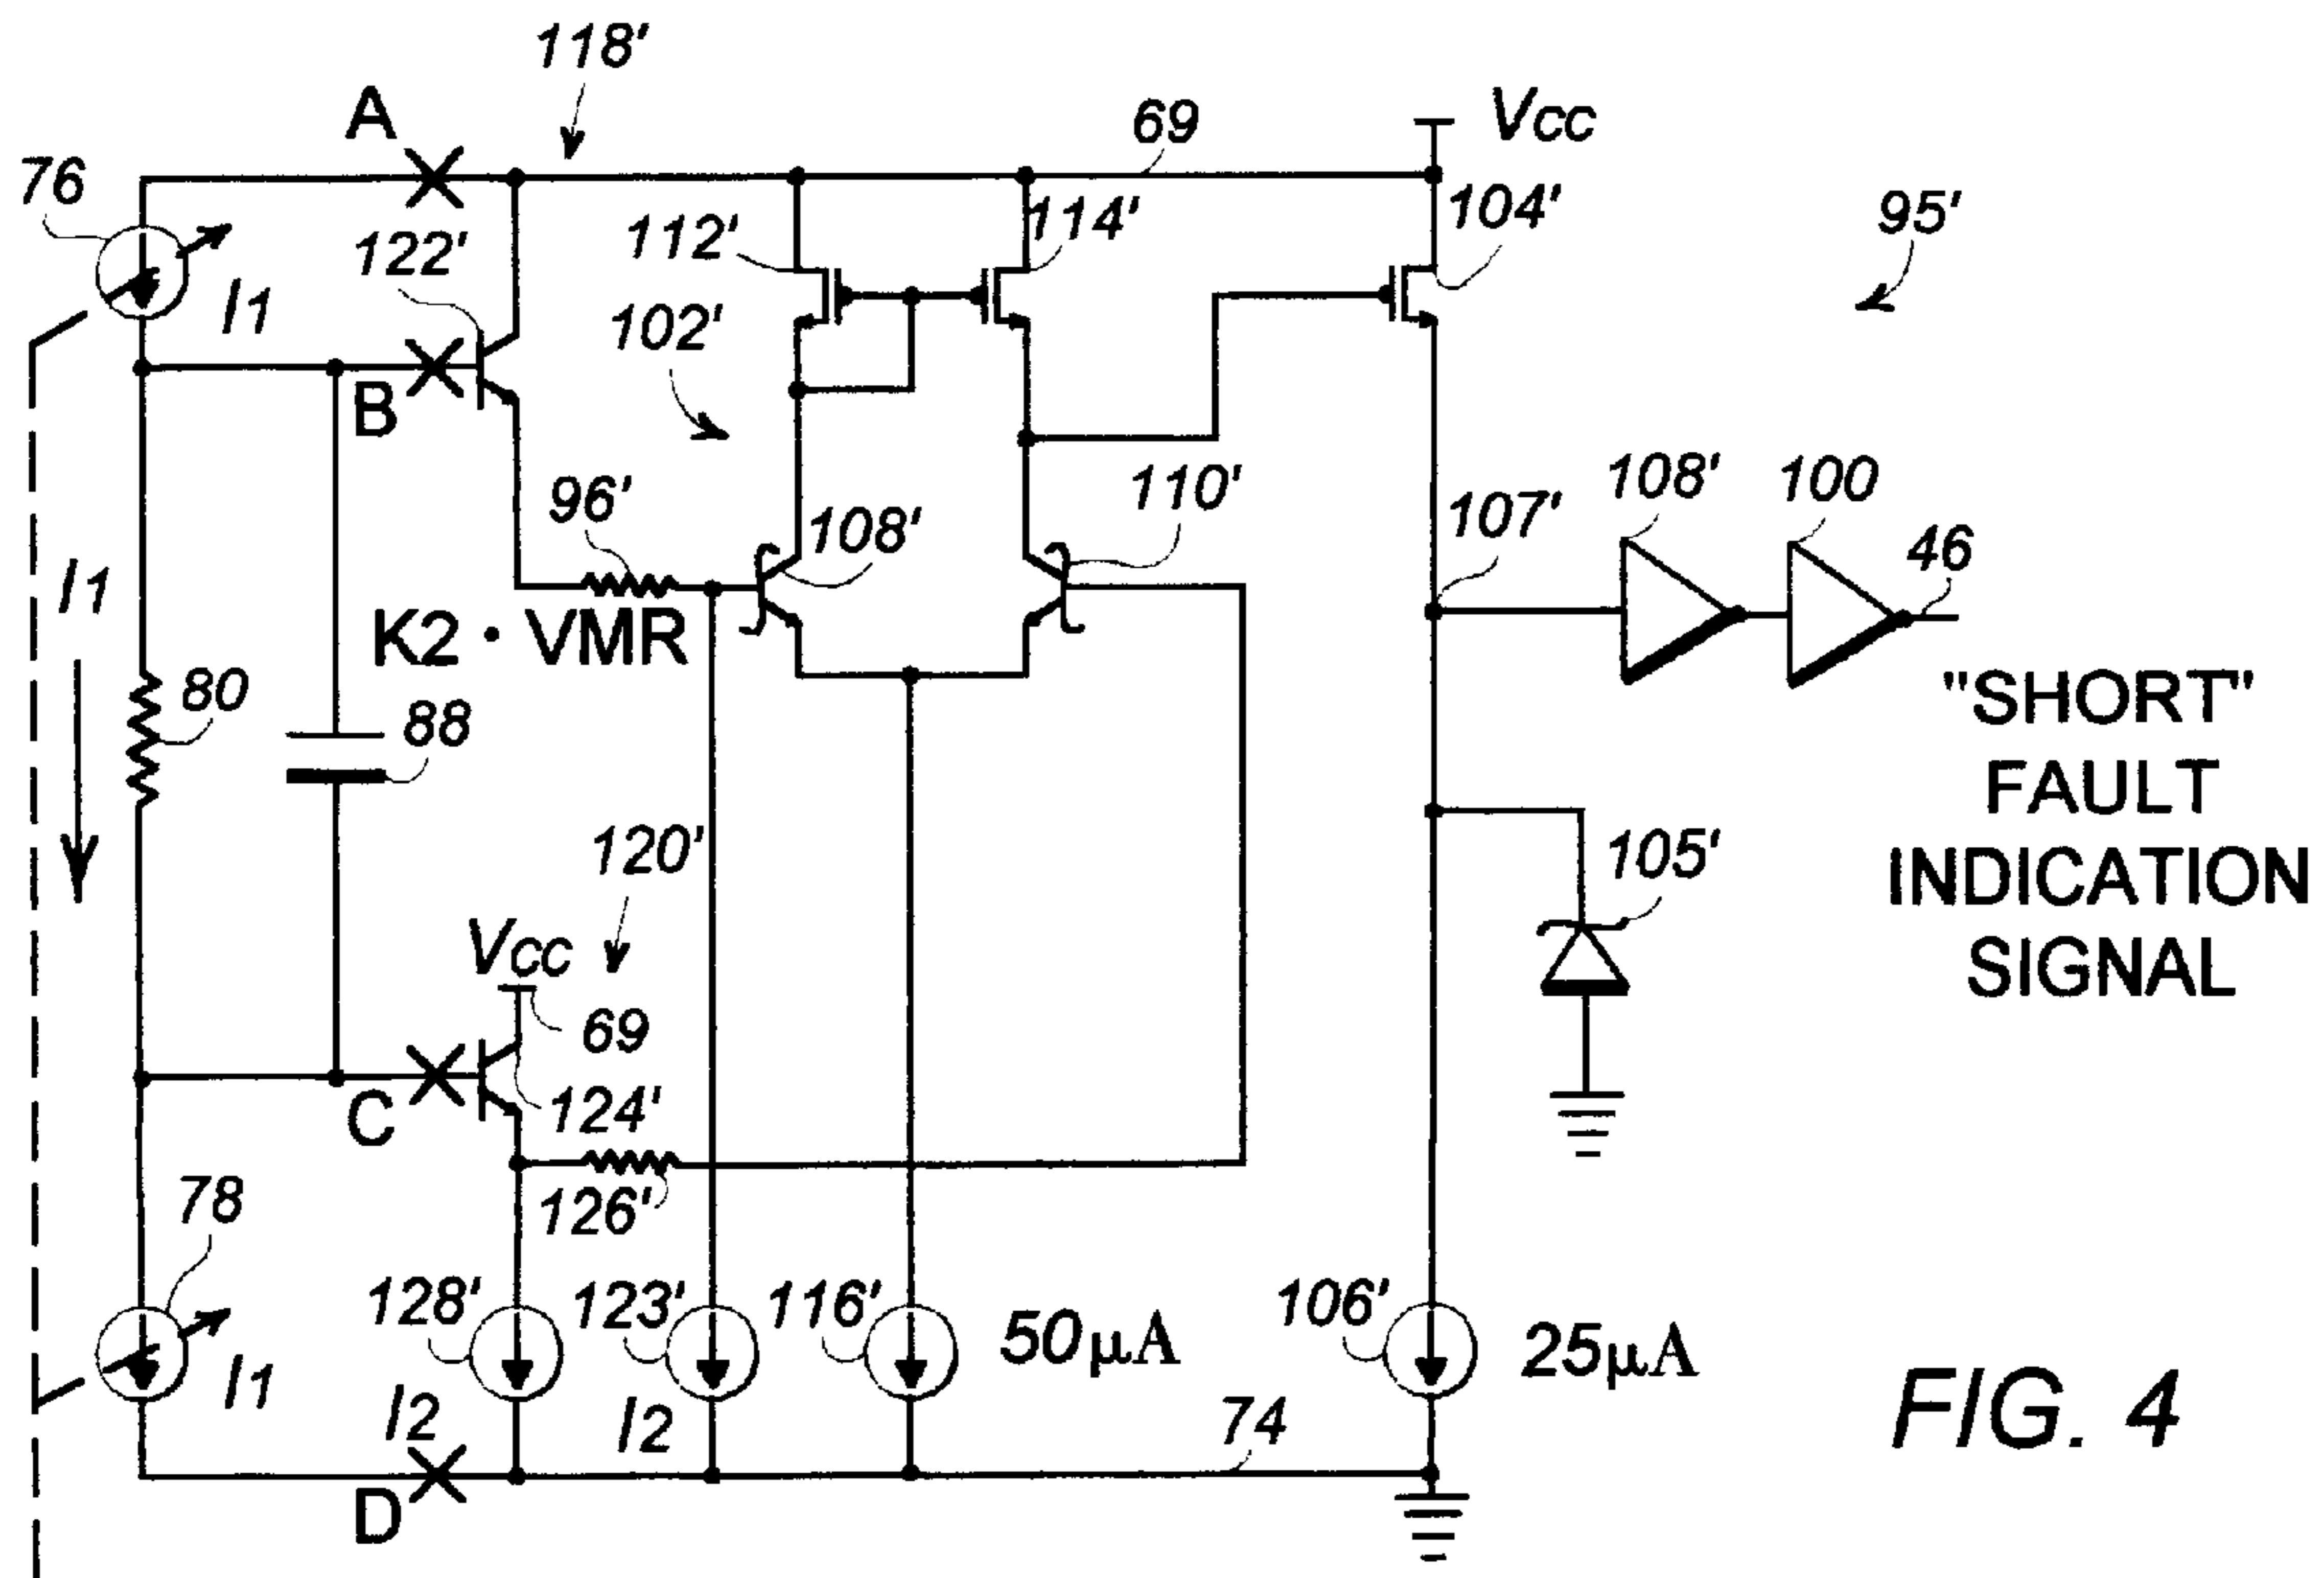 118'
A
69
Vcc
76
122'
112'
114'
104'
95'
I1
102'
B
96'
108'
110'
107'
108'
100
46
I1
K2 · VMR
80
88
"SHORT"
FAULT
INDICATION
SIGNAL
120'
105'
Vcc
69
C
124'
126'
78
128'
123'
116'
50µA
106'
25µA
I1
I2
I2
74
D
FIG. 4